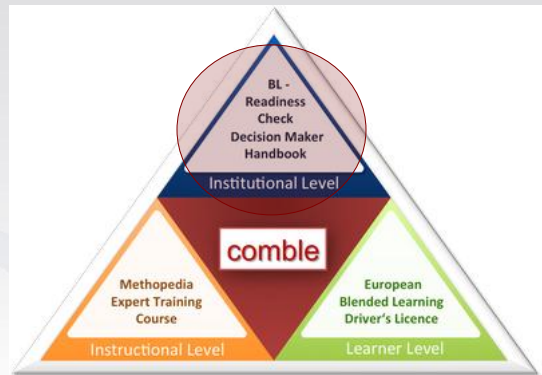 BL -
Readiness
Check
Decision Maker
Handbook
Institutional Level
comble
Methopedia
Expert Training
Course
Instructional Level
European
Blended Learning
Driver's Licence
Learner Level